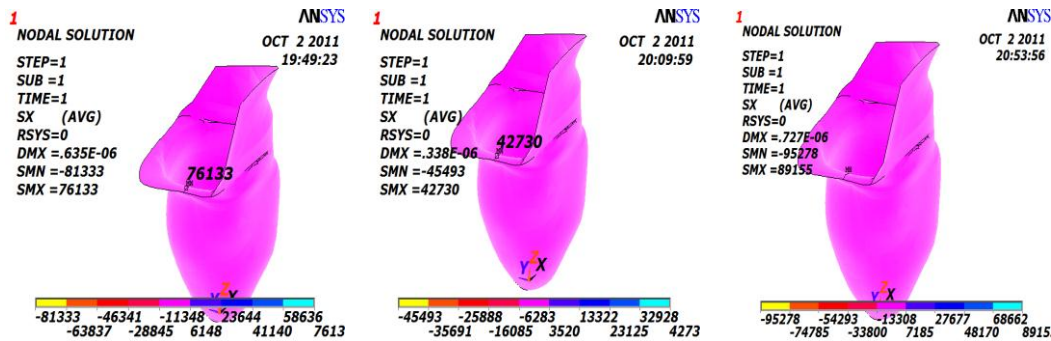 1
ANSYS
NODAL SOLUTION
OCT 2 2011
19:49:23
STEP=1
SUB =1
TIME=1
SX (AVG)
RSYS=0
DMX =.635E-06
SMN =-81333
SMX =76133
76133
Z
Y X
-81333 -46341 -11348 23644 58636
-63837 -28845 6148 41140 7613
1
ANSYS
NODAL SOLUTION
OCT 2 2011
20:09:59
STEP=1
SUB =1
TIME=1
SX (AVG)
RSYS=0
DMX =.338E-06
SMN =-45493
SMX =42730
42730
Z
Y X
-45493 -25888 -6283 13322 32928
-35691 -16085 3520 23125 4273
1
ANSYS
NODAL SOLUTION
OCT 2 2011
20:53:56
STEP=1
SUB =1
TIME=1
SX (AVG)
RSYS=0
DMX =.727E-06
SMN =-95278
SMX =89155
Z
Y X
-95278 -54293 -13308 27677 68662
-74785 -33800 7185 48170 8915